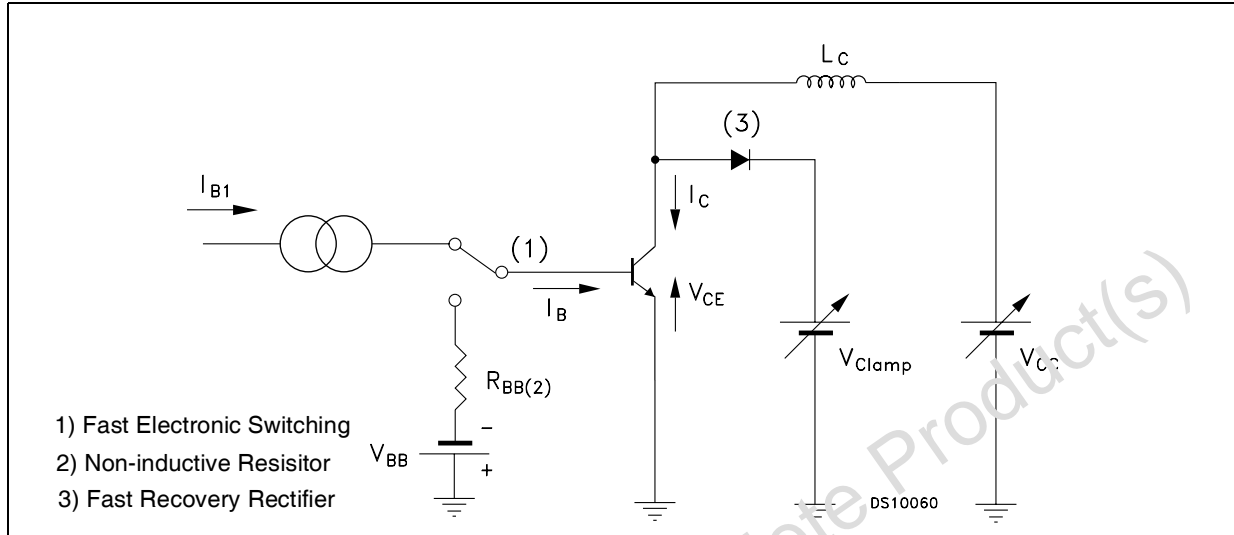 L C
(3)
I B1
I C
(1)
I B
V CE
V Clamp
V
R BB(2)
V BB
−
+
1) Fast Electronic Switching
2) Non-inductive Resisitor
3) Fast Recovery Rectifier
DS10060
Product(s)